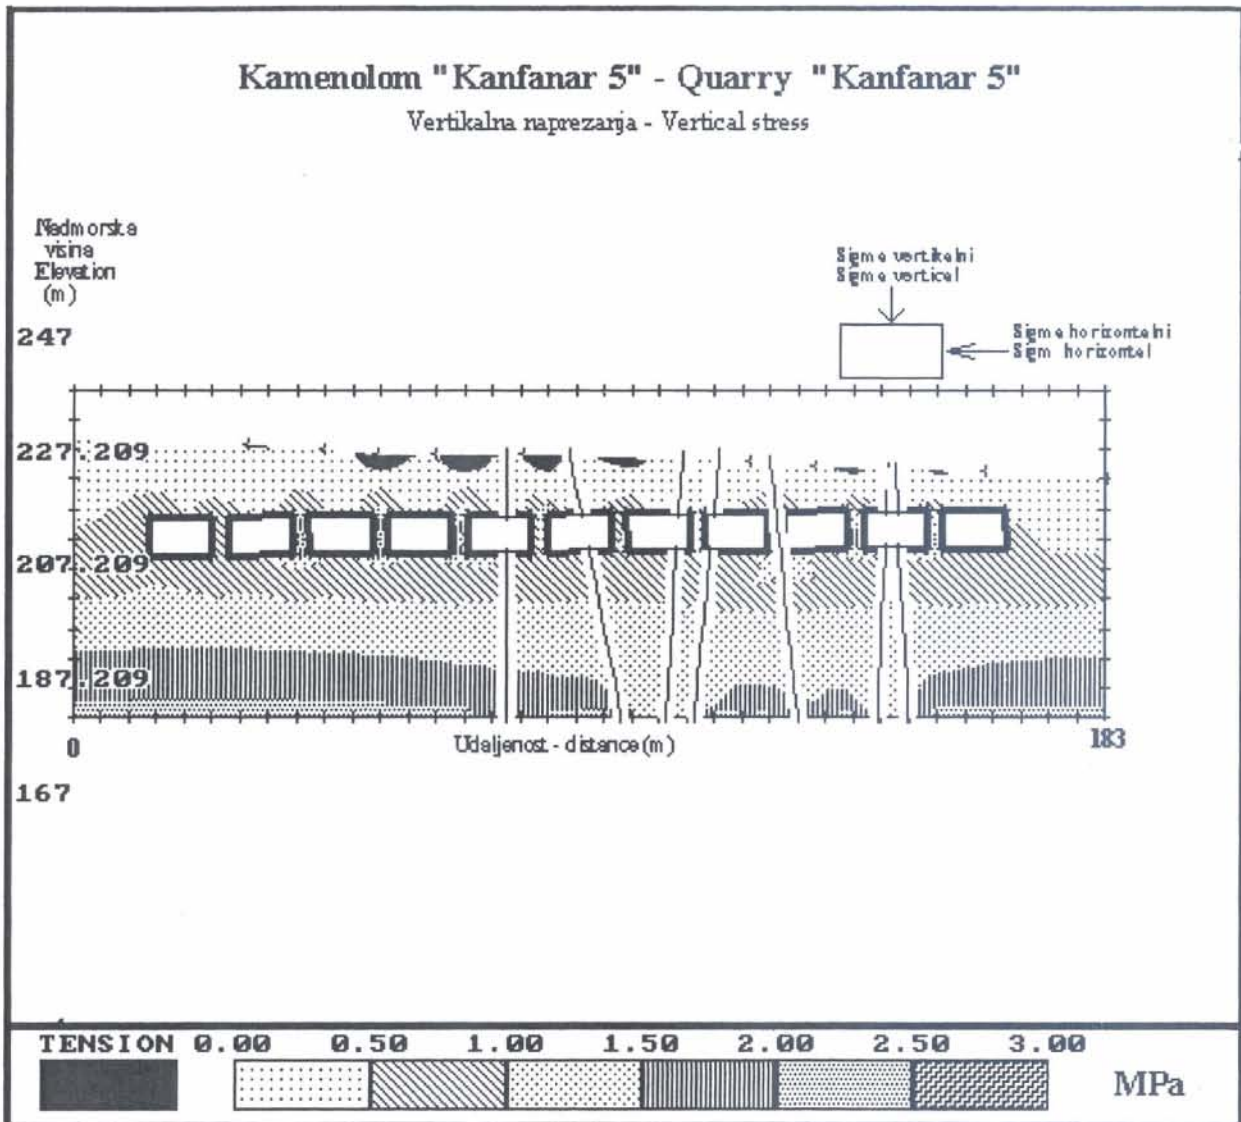 Kamenolom "Kanfanar 5" - Quarry "Kanfanar 5"
Vertikalna naprezanja - Vertical stress
Nadmorska
visina
Elevation
(m)
Sigma vertikalni
Sigma vertical
Sigma horizontalni
Sigm horizontal
247
227.209
207.209
187.209
0
Udaljenost - distance (m)
183
167
TENSION 0.00 0.50 1.00 1.50 2.00 2.50 3.00
MPa